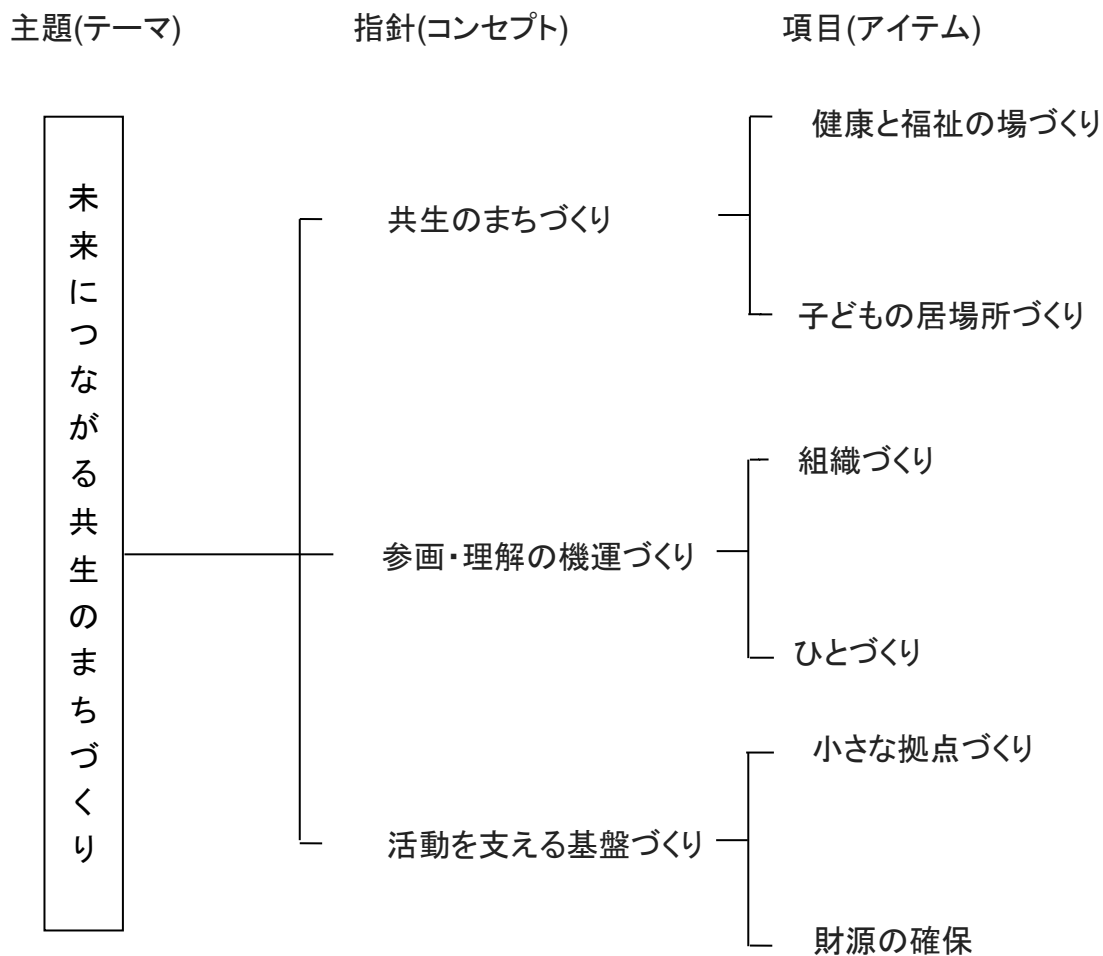 主題(テーマ)
指針(コンセプト)
項目(アイテム)
未来につながる共生のまちづくり
共生のまちづくり
健康と福祉の場づくり
子どもの居場所づくり
参画・理解の機運づくり
組織づくり
ひとづくり
活動を支える基盤づくり
小さな拠点づくり
財源の確保